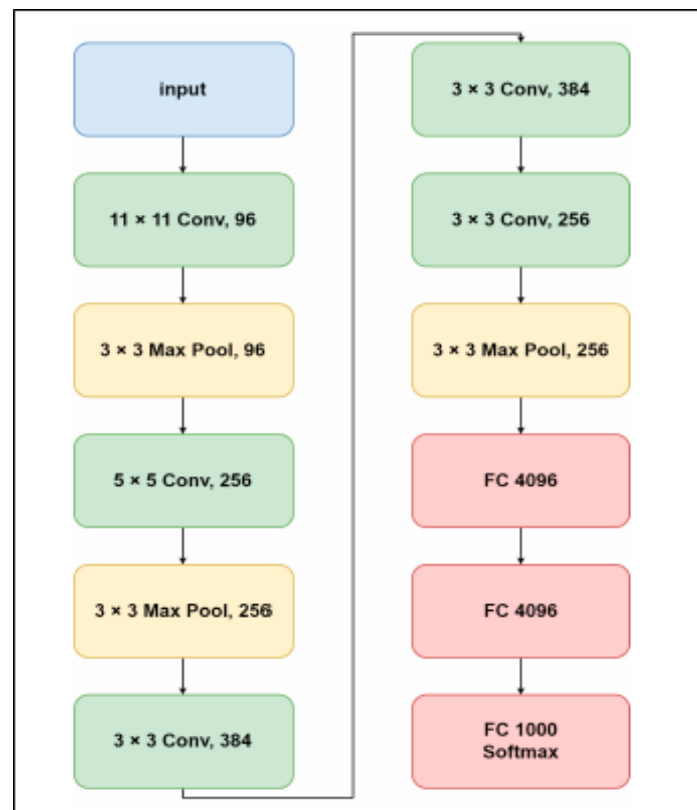 input
11 × 11 Conv, 96
3 × 3 Max Pool, 96
5 × 5 Conv, 256
3 × 3 Max Pool, 256
3 × 3 Conv, 384
3 × 3 Conv, 384
3 × 3 Conv, 256
3 × 3 Max Pool, 256
FC 4096
FC 4096
FC 1000
Softmax